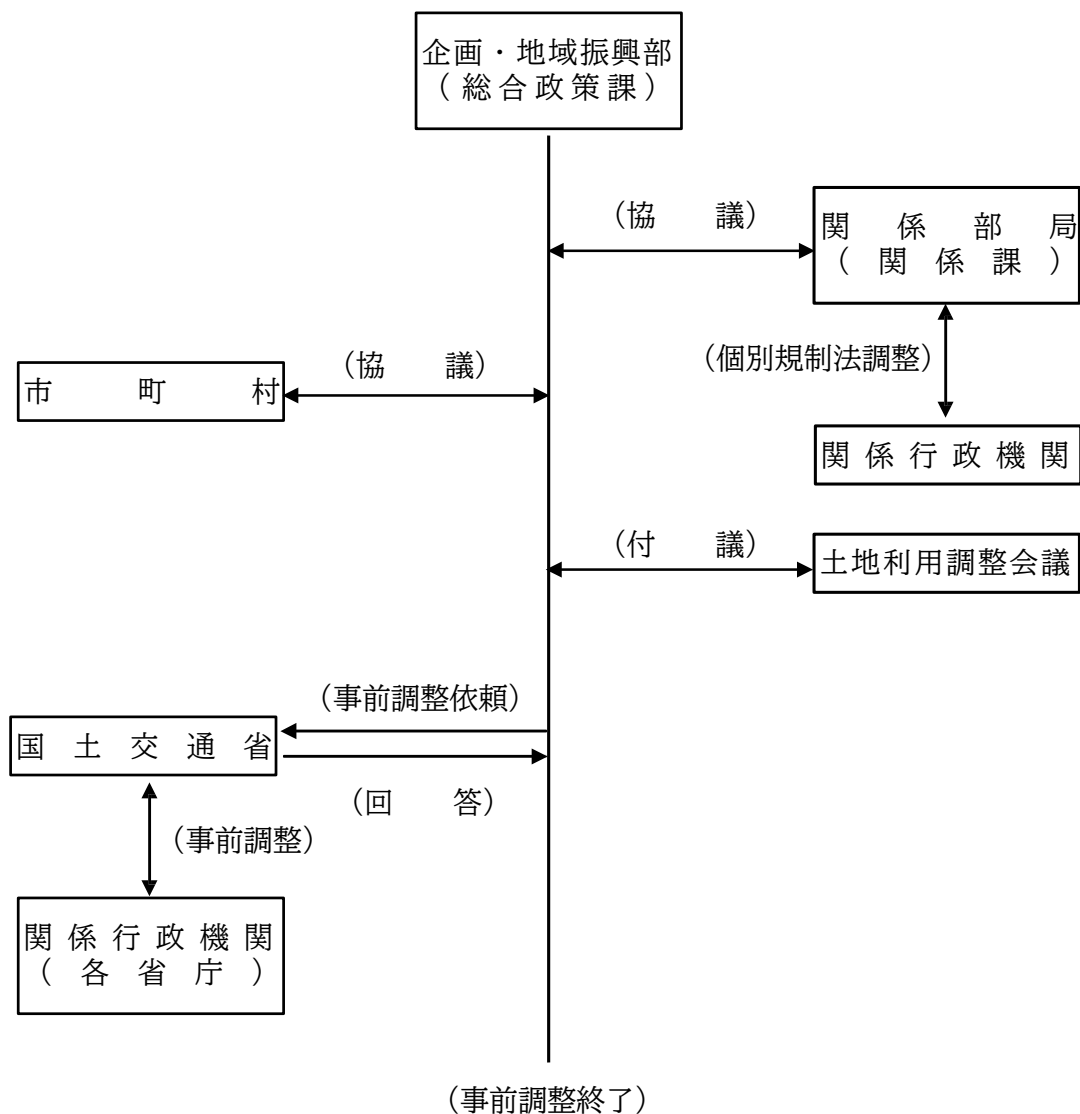 企画・地域振興部
（総合政策課）
（協　議）
関係部局
（関係課）
（個別規制法調整）
関係行政機関
（協　議）
市町村
（付　議）
土地利用調整会議
（事前調整依頼）
国土交通省
（回　答）
（事前調整）
関係行政機関
（各省庁）
（事前調整終了）